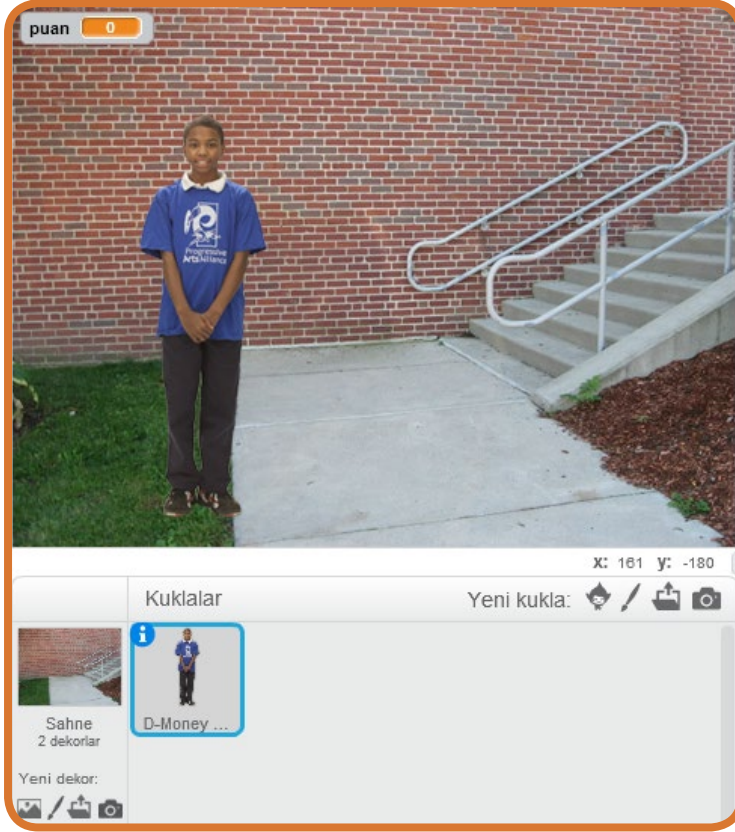 puan 0
Progressive
Arts Alliance
x: 161 y: -180
Kuklalar
Yeni kukla:
Sahne
2 dekorlar
D-Money ...
Yeni dekor: